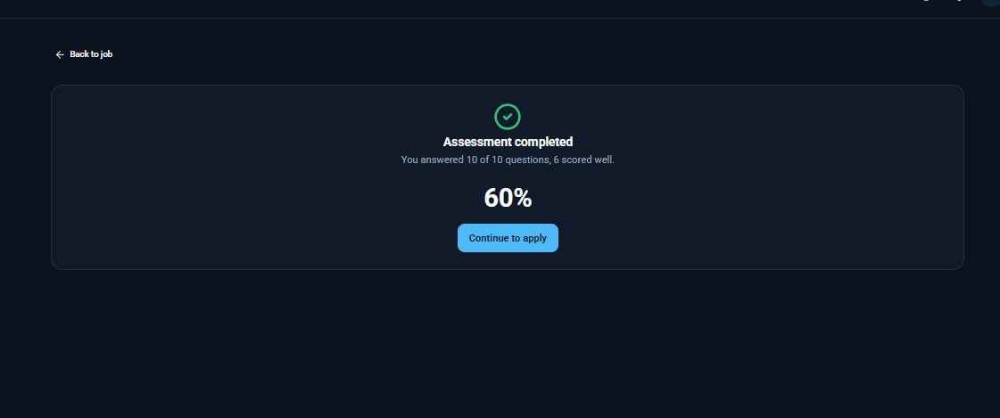 Back to job
Assessment completed
You answered 10 of 10 questions, 6 scored well.
60%
Continue to apply